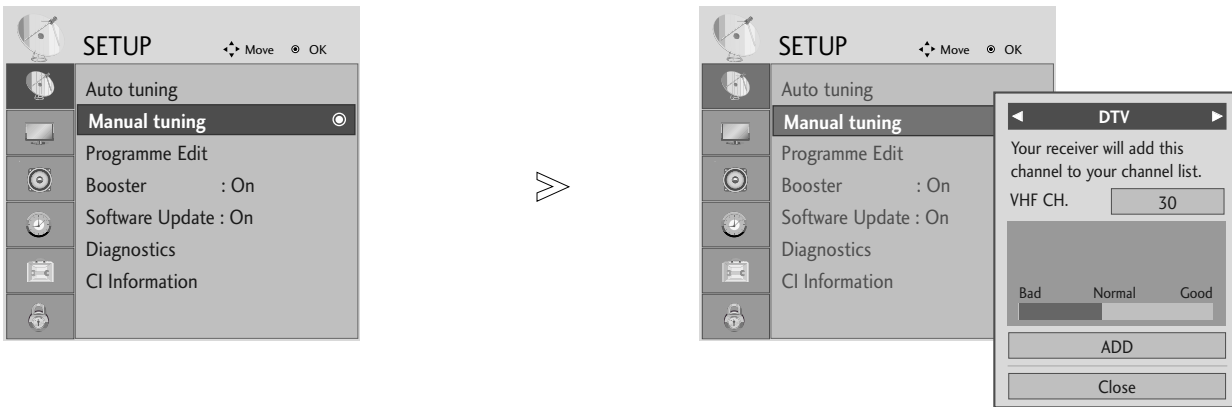 SETUP
Move
OK
Auto tuning
Manual tuning
Programme Edit
Booster : On
Software Update : On
Diagnostics
CI Information
SETUP
Move
OK
Auto tuning
Manual tuning
Programme Edit
Booster : On
Software Update : On
Diagnostics
CI Information
DTV
Your receiver will add this
channel to your channel list.
VHF CH. 30
Bad Normal Good
ADD
Close